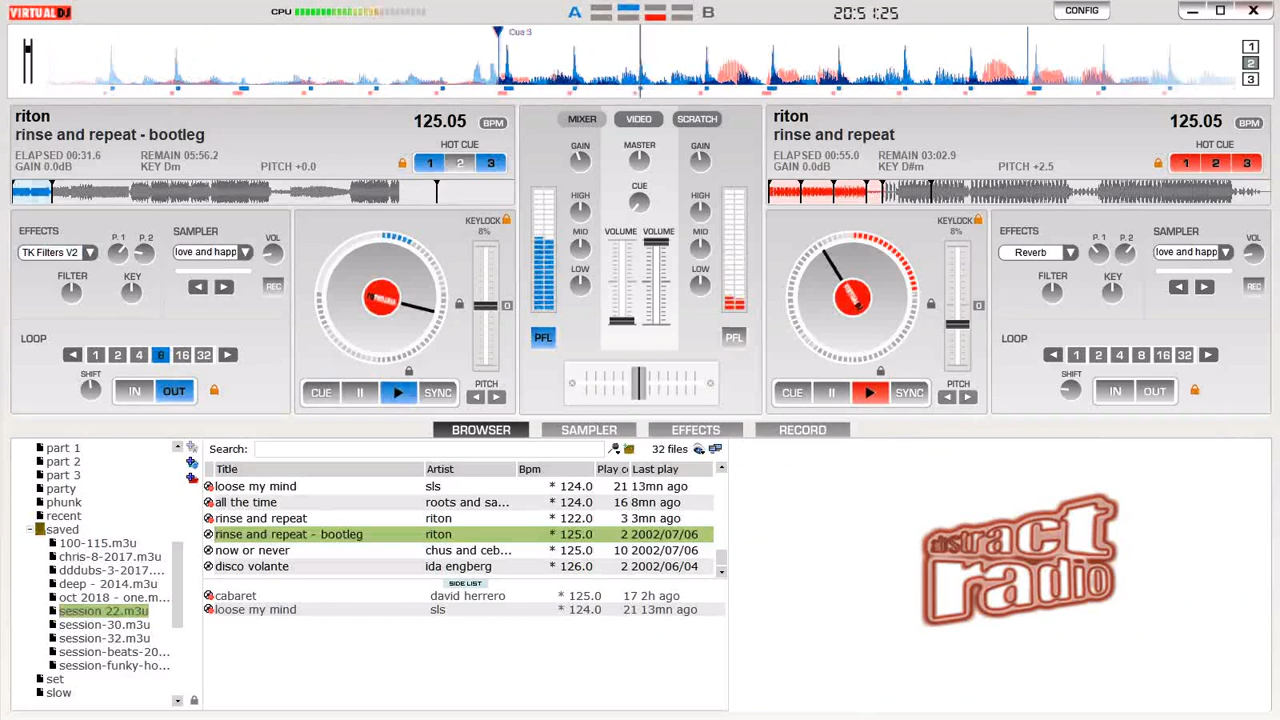 VIRTUAL DJ
CPU
A
B
20:51:25
CONFIG
Cue 3
1
2
3
riton
rinse and repeat - bootleg
125.05 BPM
ELAPSED 00:31.6 REMAIN 05:56.2
GAIN 0.0dB KEY Dm PITCH +0.0
HOT CUE
1 2 3
MIXER VIDEO SCRATCH
GAIN MASTER GAIN
HIGH CUE HIGH
MID VOLUME VOLUME MID
LOW LOW
PFL PFL
riton
rinse and repeat
125.05 BPM
ELAPSED 00:55.0 REMAIN 03:02.9
GAIN 0.0dB KEY D#m PITCH +2.5
HOT CUE
1 2 3
EFFECTS P. 1 P. 2 SAMPLER VOL
TK Filters V2 love and happ
FILTER KEY REC
LOOP
1 2 4 8 16 32
SHIFT
IN OUT
KEYLOCK
8%
0
CUE SYNC PITCH
KEYLOCK
8%
0
CUE SYNC PITCH
EFFECTS P. 1 P. 2 SAMPLER VOL
Reverb love and happ
FILTER KEY REC
LOOP
1 2 4 8 16 32
SHIFT
IN OUT
BROWSER SAMPLER EFFECTS RECORD
part 1
part 2
part 3
party
phunk
recent
saved
100-115.m3u
chris-8-2017.m3u
dddubs-3-2017....
deep - 2014.m3u
oct 2018 - one.m...
session 22.m3u
session-30.m3u
session-32.m3u
session-beats-20...
session-funky-ho...
set
slow
Search: 32 files
Title Artist Bpm Play c Last play
loose my mind sls * 124.0 21 13mn ago
all the time roots and sa... * 124.0 16 8mn ago
rinse and repeat riton * 122.0 3 3mn ago
rinse and repeat - bootleg riton * 125.0 2 2002/07/06
now or never chus and ceb... * 125.0 10 2002/07/06
disco volante ida engberg * 126.0 2 2002/06/04
SIDE LIST
cabaret david herrero * 125.0 17 2h ago
loose my mind sls * 124.0 21 13mn ago
abstract
radio